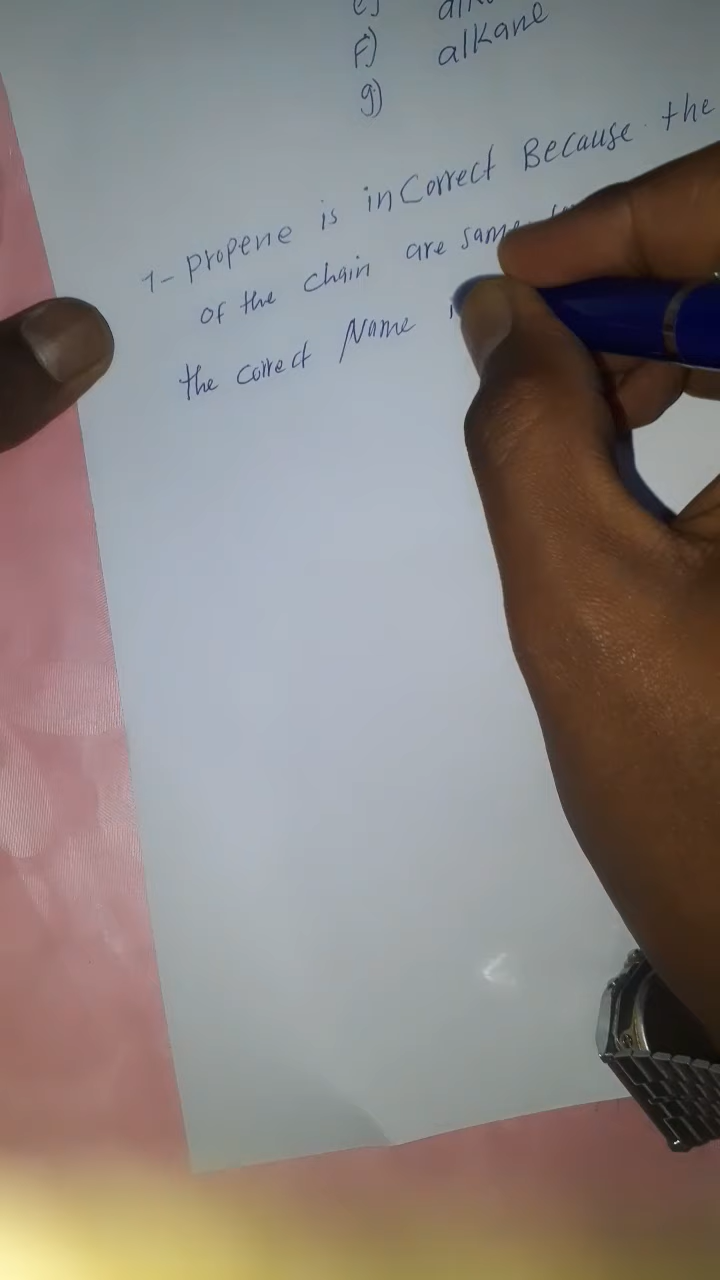 e)
F) alkane
g)
1- propene is inCorrect Because the
of the chain are same
the correct Name